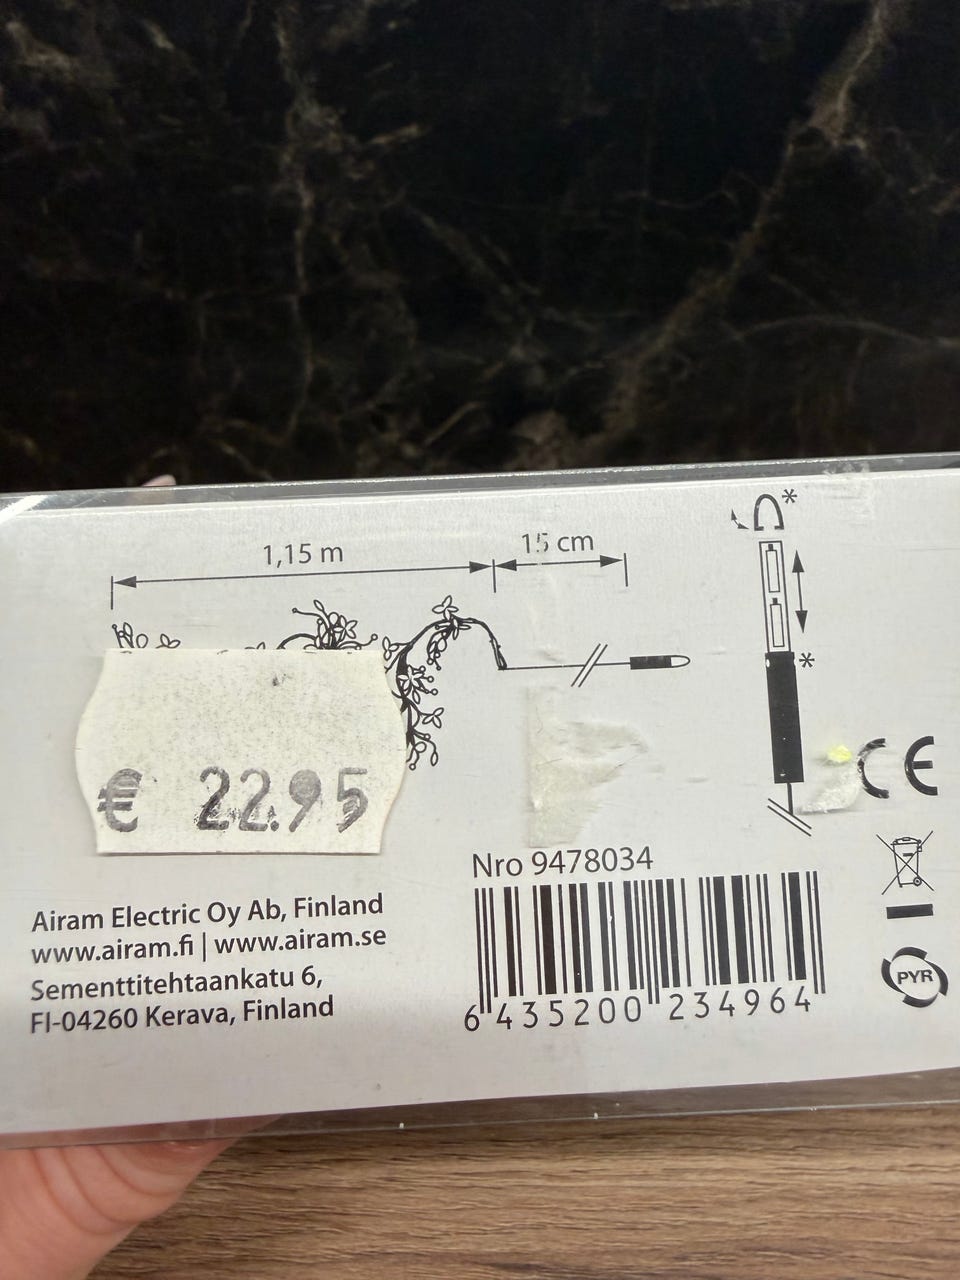 1,15 m
15 cm
*
*
€ 22.95
CE
Nro 9478034
Airam Electric Oy Ab, Finland
www.airam.fi | www.airam.se
Sementtitehtaankatu 6,
FI-04260 Kerava, Finland
6 435200 234964
PYR